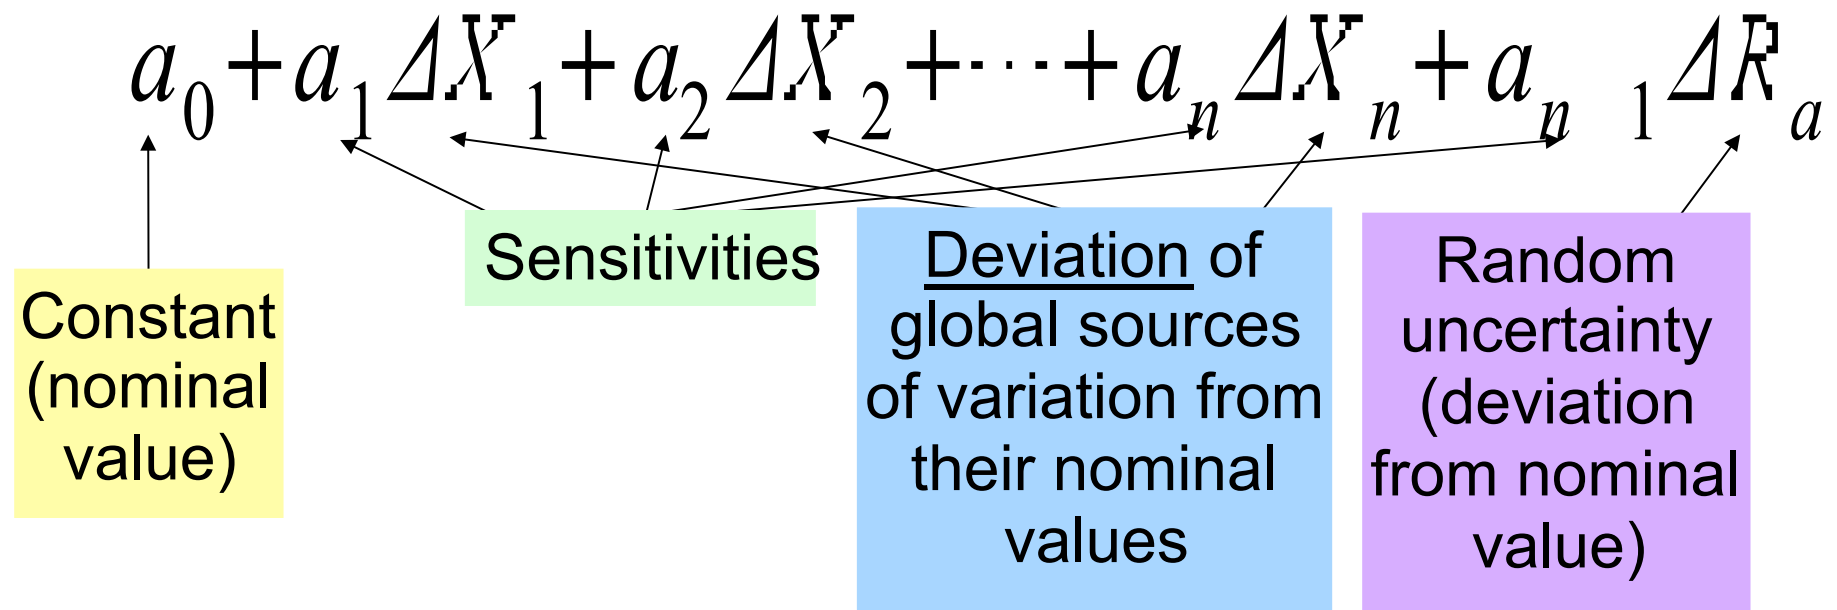 a₀+a₁ΔX₁+a₂ΔX₂+⋯+aₙΔXₙ+aₙ ₁ΔRₐ
Sensitivities
Constant
(nominal
value)
Deviation of
global sources
of variation from
their nominal
values
Random
uncertainty
(deviation
from nominal
value)